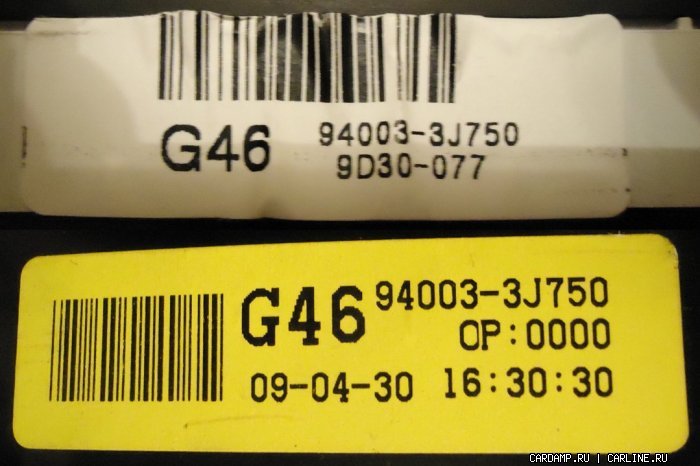 G46 94003-3J750
9D30-077
G46 94003-3J750
OP:0000
09-04-30 16:30:30
CARDAMP.RU | CARLINE.RU